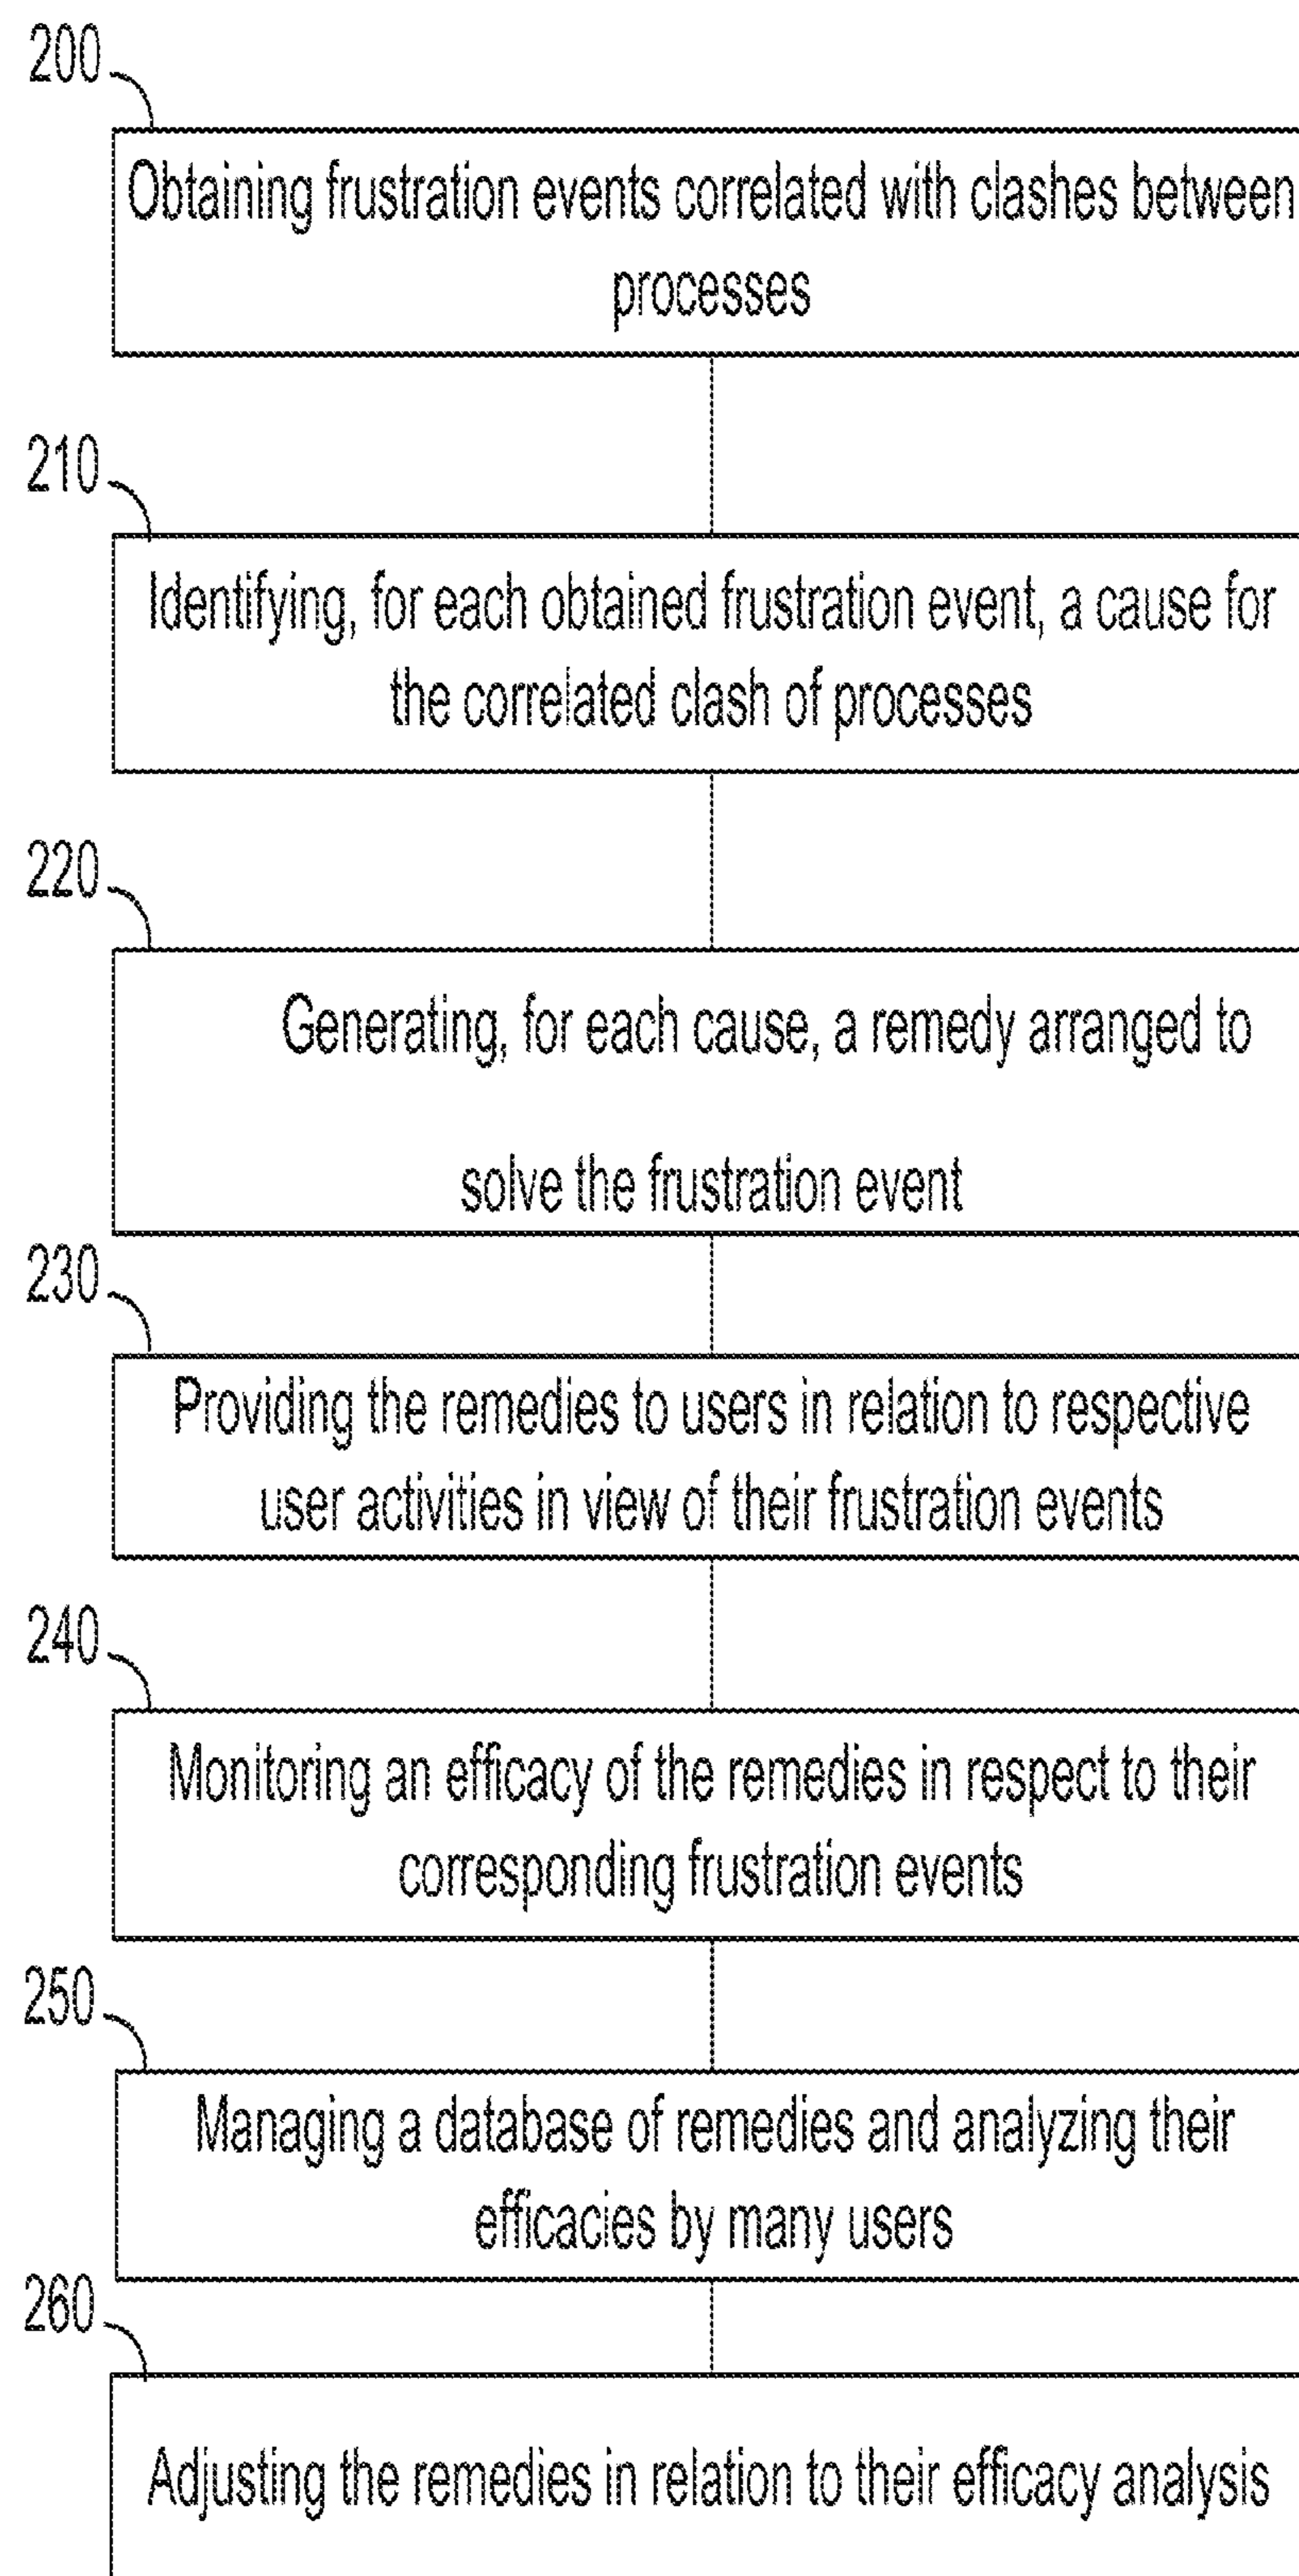 200
Obtaining frustration events correlated with clashes between
processes
210
Identifying, for each obtained frustration event, a cause for
the correlated clash of processes
220
Generating, for each cause, a remedy arranged to
solve the frustration event
230
Providing the remedies to users in relation to respective
user activities in view of their frustration events
240
Monitoring an efficacy of the remedies in respect to their
corresponding frustration events
250
Managing a database of remedies and analyzing their
efficacies by many users
260
Adjusting the remedies in relation to their efficacy analysis